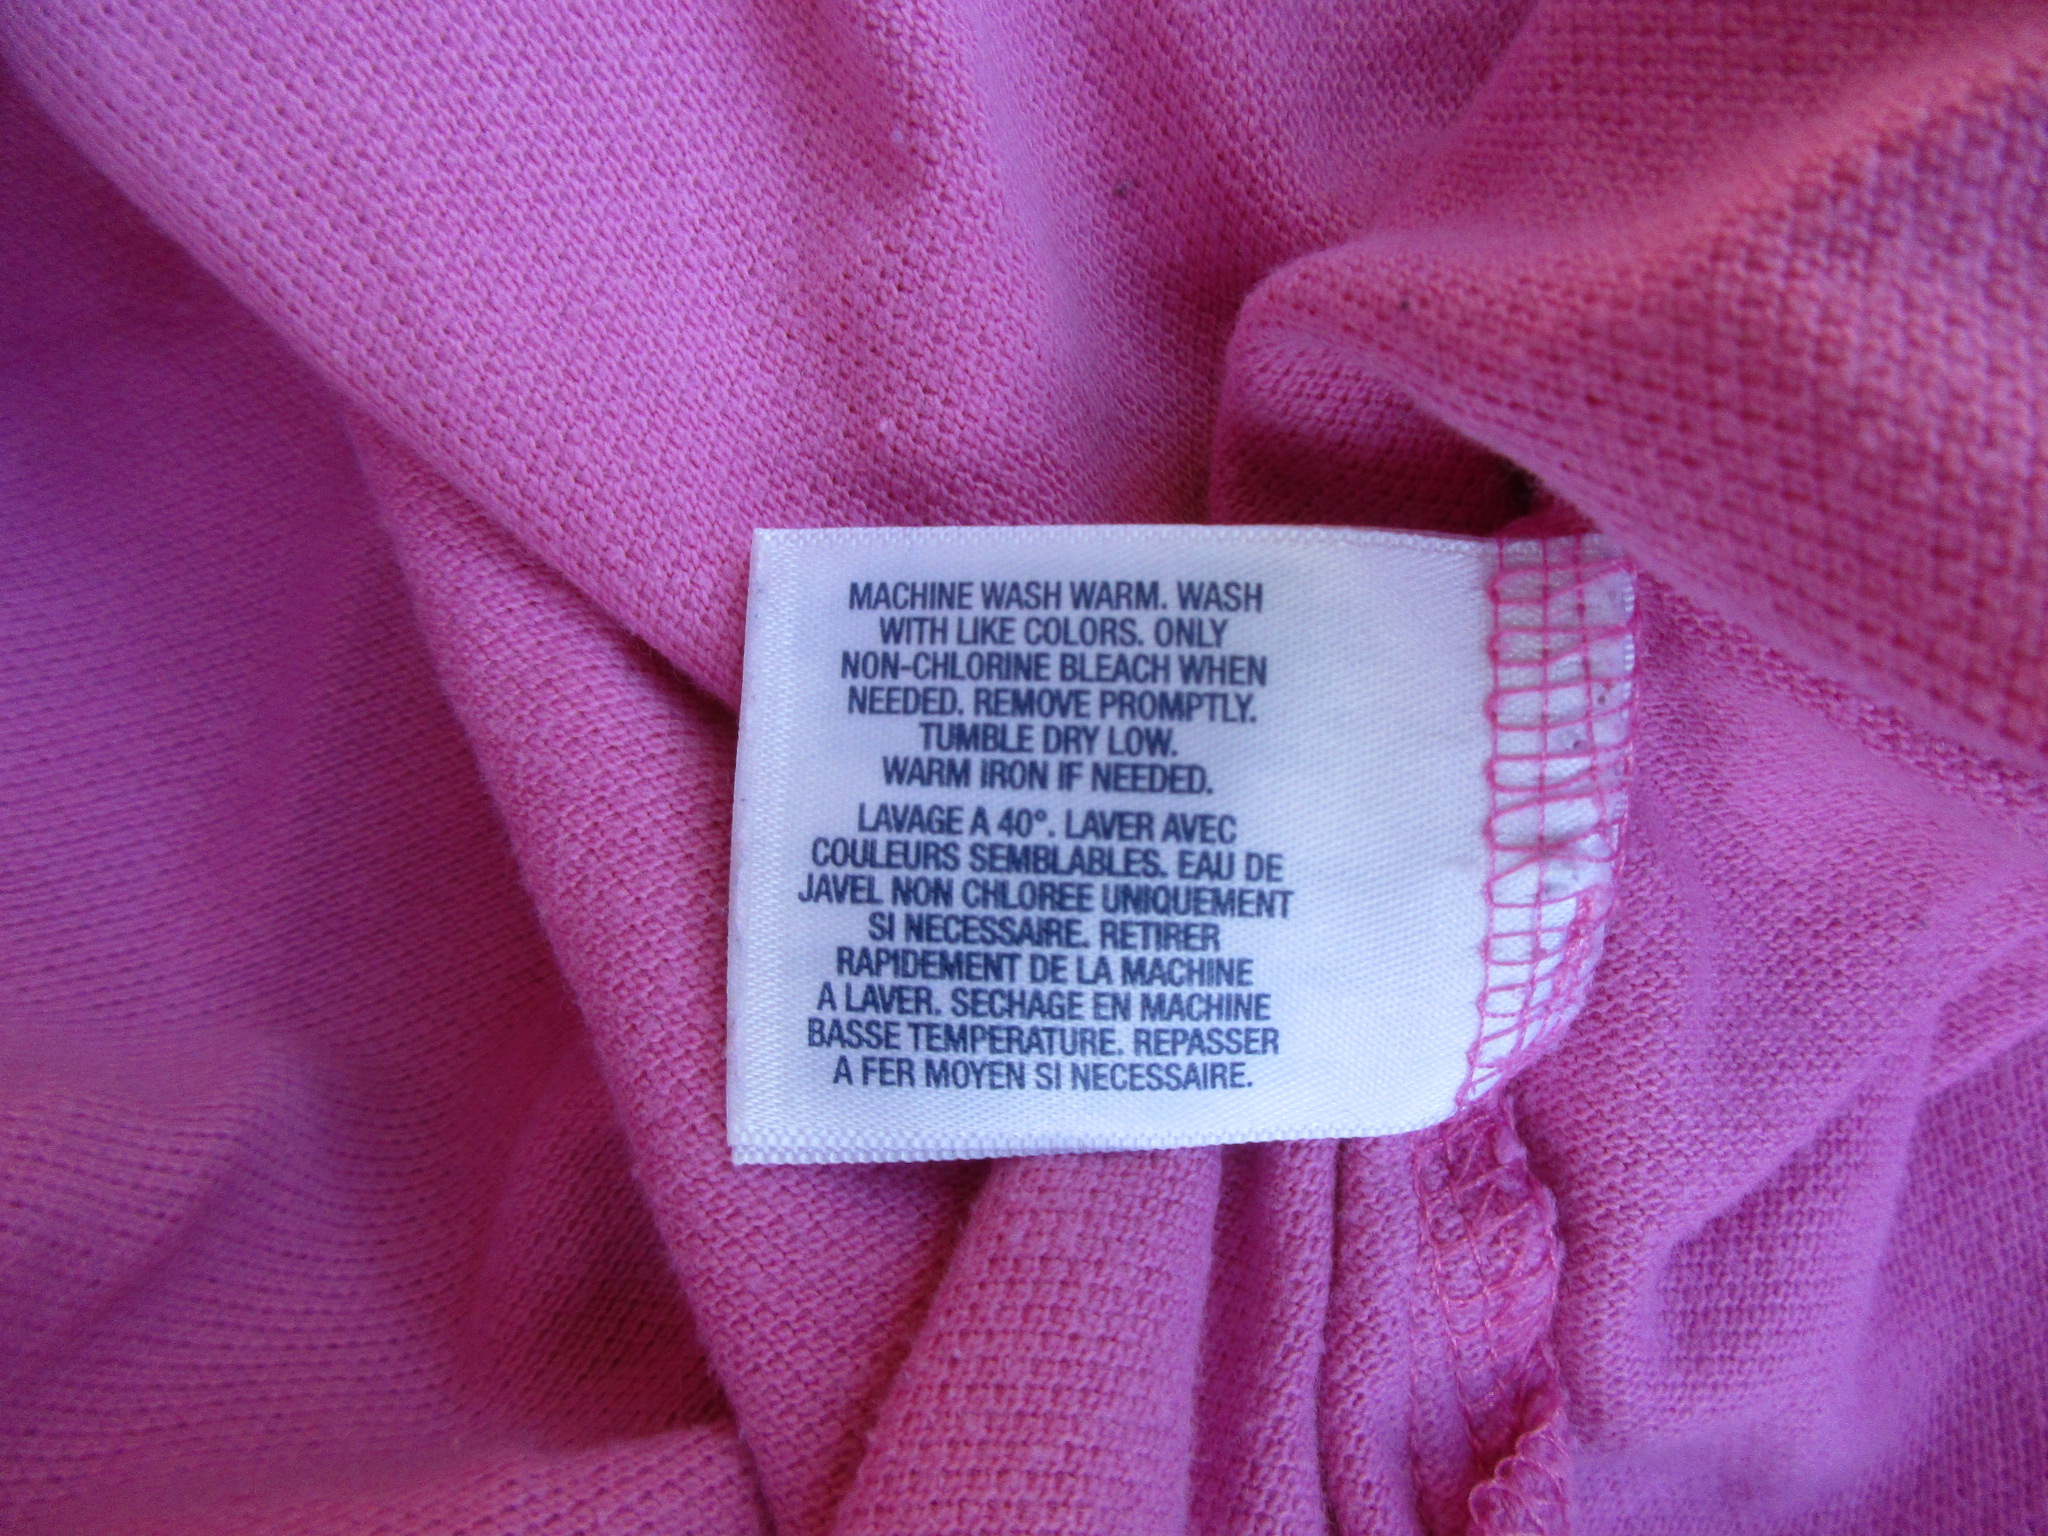 MACHINE WASH WARM. WASH
WITH LIKE COLORS. ONLY
NON-CHLORINE BLEACH WHEN
NEEDED. REMOVE PROMPTLY.
TUMBLE DRY LOW.
WARM IRON IF NEEDED.
LAVAGE A 40°. LAVER AVEC
COULEURS SEMBLABLES. EAU DE
JAVEL NON CHLOREE UNIQUEMENT
SI NECESSAIRE. RETIRER
RAPIDEMENT DE LA MACHINE
A LAVER. SECHAGE EN MACHINE
BASSE TEMPERATURE. REPASSER
A FER MOYEN SI NECESSAIRE.